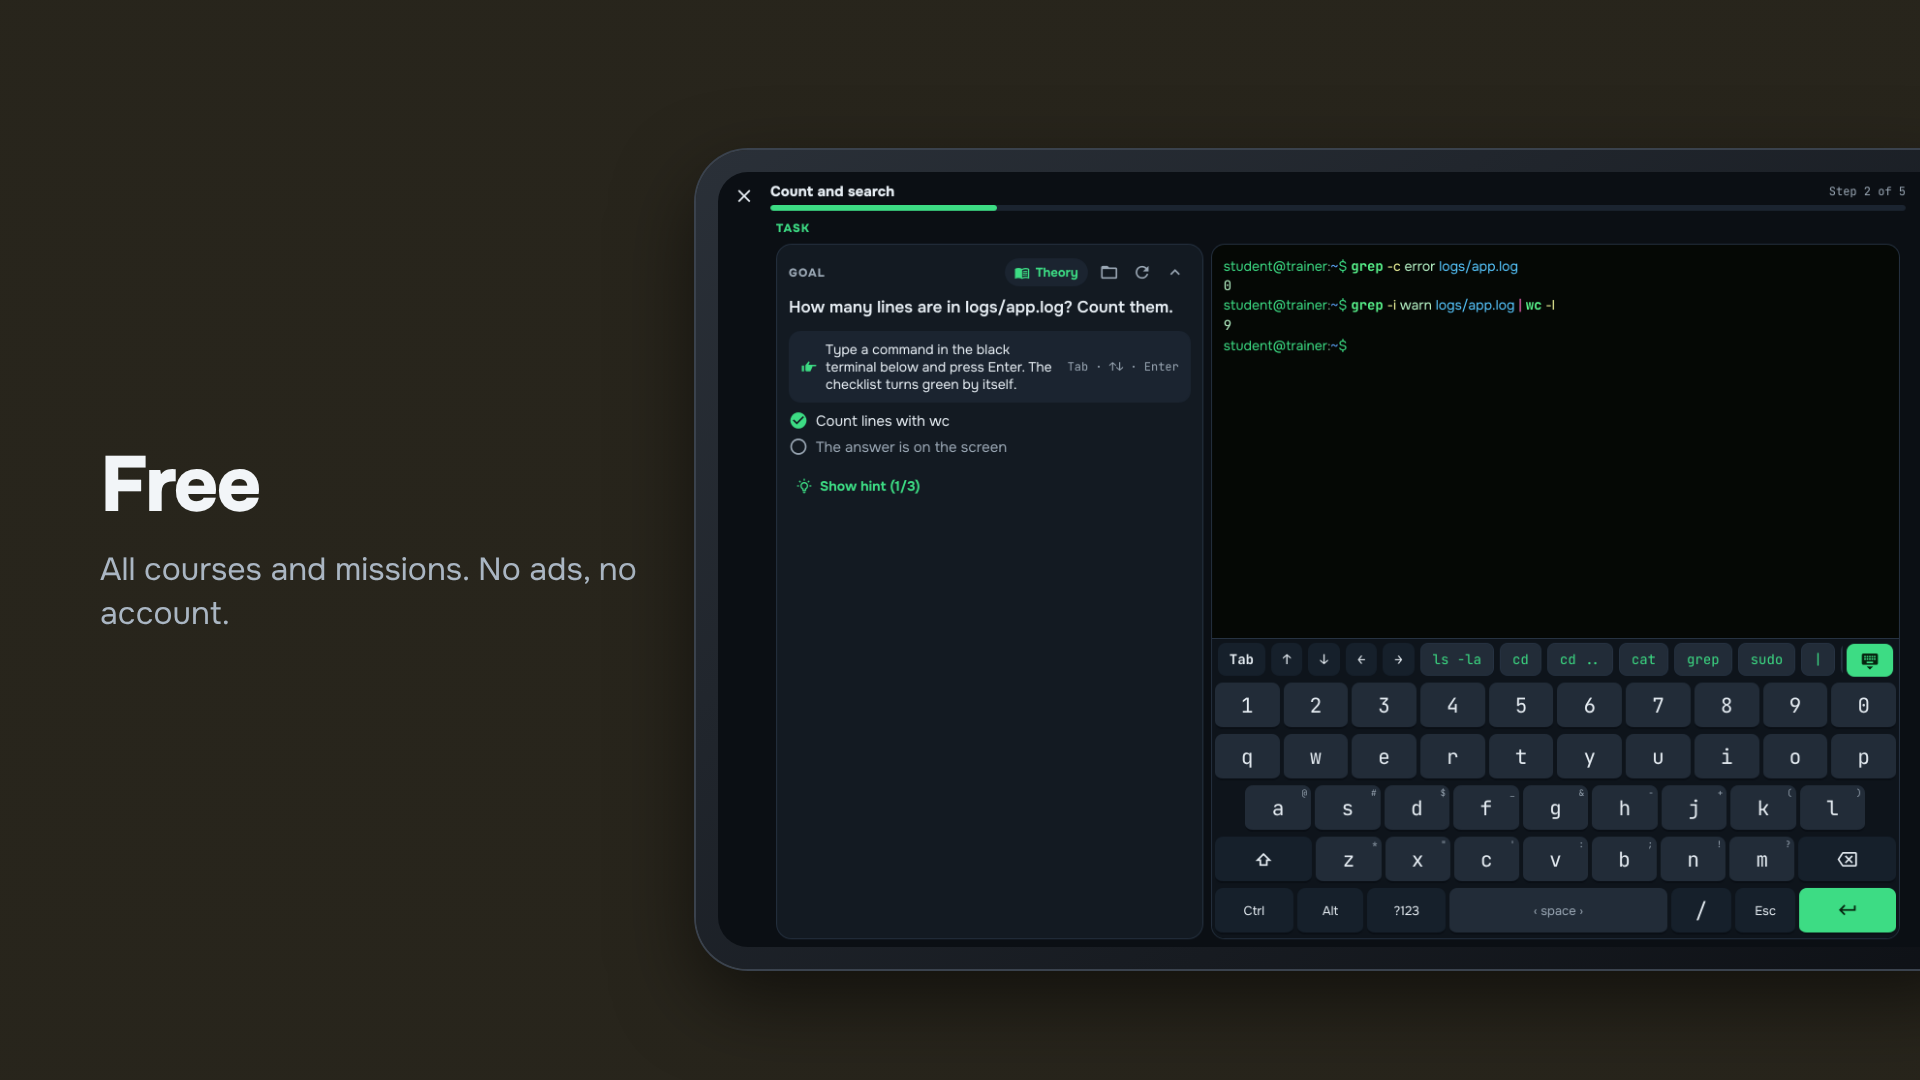 Free
All courses and missions. No ads, no
account.
Count and search
Step 2 of 5
TASK
GOAL
Theory
How many lines are in logs/app.log? Count them.
Type a command in the black
terminal below and press Enter. The
checklist turns green by itself.
Tab · ↑↓ · Enter
Count lines with wc
The answer is on the screen
Show hint (1/3)
student@trainer:~$ grep -c error logs/app.log
0
student@trainer:~$ grep -i warn logs/app.log | wc -l
9
student@trainer:~$
Tab ↑ ↓ ← → ls -la cd cd .. cat grep sudo |
1 2 3 4 5 6 7 8 9 0
q w e r t y u i o p
a @ s # d $ f _ g & h - j + k ( l )
z * x " c ' v : b ; n ! m ?
Ctrl Alt ?123 ‹ space › / Esc